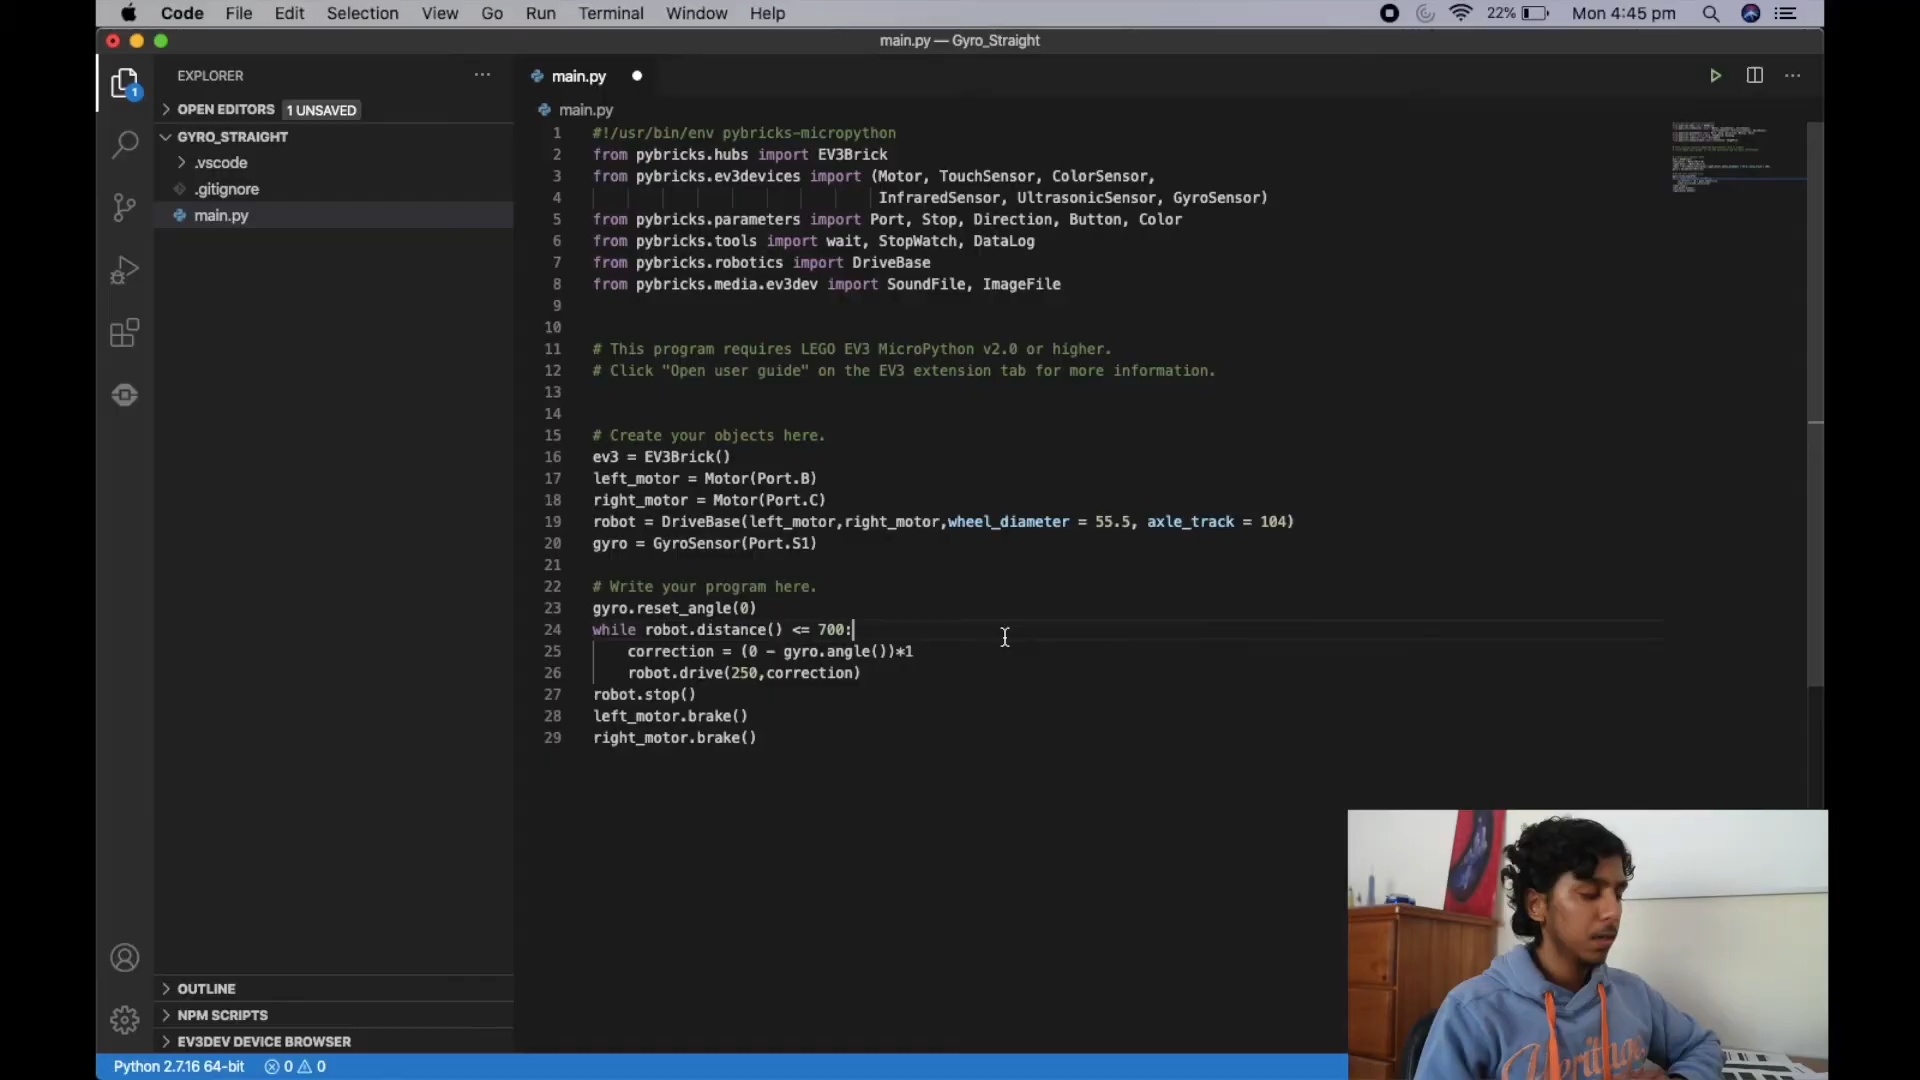 Code File Edit Selection View Go Run Terminal Window Help 22% Mon 4:45 pm
main.py — Gyro_Straight
EXPLORER
main.py
OPEN EDITORS 1 UNSAVED
main.py
1
GYRO_STRAIGHT
.vscode
.gitignore
main.py
1 #!/usr/bin/env pybricks-micropython
2 from pybricks.hubs import EV3Brick
3 from pybricks.ev3devices import (Motor, TouchSensor, ColorSensor,
4 InfraredSensor, UltrasonicSensor, GyroSensor)
5 from pybricks.parameters import Port, Stop, Direction, Button, Color
6 from pybricks.tools import wait, StopWatch, DataLog
7 from pybricks.robotics import DriveBase
8 from pybricks.media.ev3dev import SoundFile, ImageFile
9
10
11 # This program requires LEGO EV3 MicroPython v2.0 or higher.
12 # Click "Open user guide" on the EV3 extension tab for more information.
13
14
15 # Create your objects here.
16 ev3 = EV3Brick()
17 left_motor = Motor(Port.B)
18 right_motor = Motor(Port.C)
19 robot = DriveBase(left_motor,right_motor,wheel_diameter = 55.5, axle_track = 104)
20 gyro = GyroSensor(Port.S1)
21
22 # Write your program here.
23 gyro.reset_angle(0)
24 while robot.distance() <= 700:
25 correction = (0 - gyro.angle())*1
26 robot.drive(250,correction)
27 robot.stop()
28 left_motor.brake()
29 right_motor.brake()
OUTLINE
NPM SCRIPTS
EV3DEV DEVICE BROWSER
Python 2.7.16 64-bit 0 0
Heritage